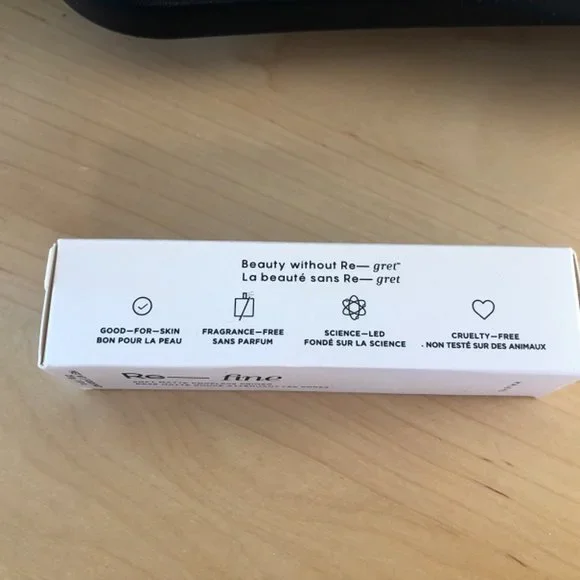 Beauty without Re— gret™
La beauté sans Re— gret
GOOD—FOR—SKIN
BON POUR LA PEAU
FRAGRANCE—FREE
SANS PARFUM
SCIENCE—LED
FONDÉ SUR LA SCIENCE
CRUELTY—FREE
NON TESTÉ SUR DES ANIMAUX
Re— fine